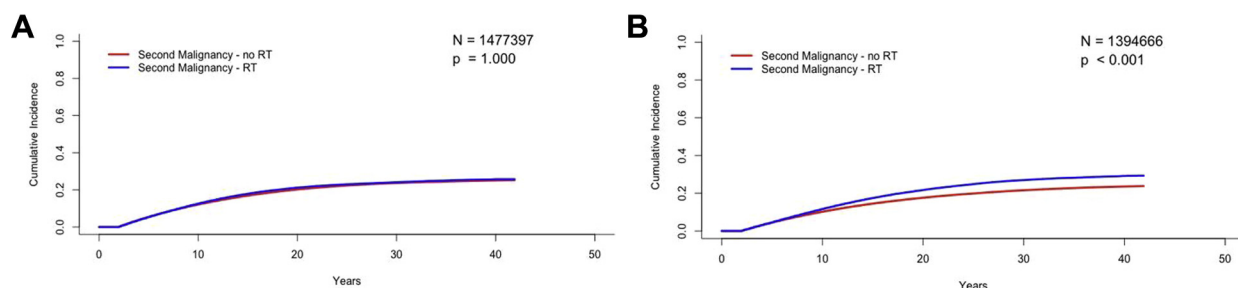 A
1.0
0.8
0.6
0.4
0.2
0.0
Cumulative Incidence
Second Malignancy - no RT
Second Malignancy - RT
N = 1477397
p = 1.000
0 10 20 30 40 50
Years
B
1.0
0.8
0.6
0.4
0.2
0.0
Cumulative Incidence
Second Malignancy - no RT
Second Malignancy - RT
N = 1394666
p < 0.001
0 10 20 30 40 50
Years